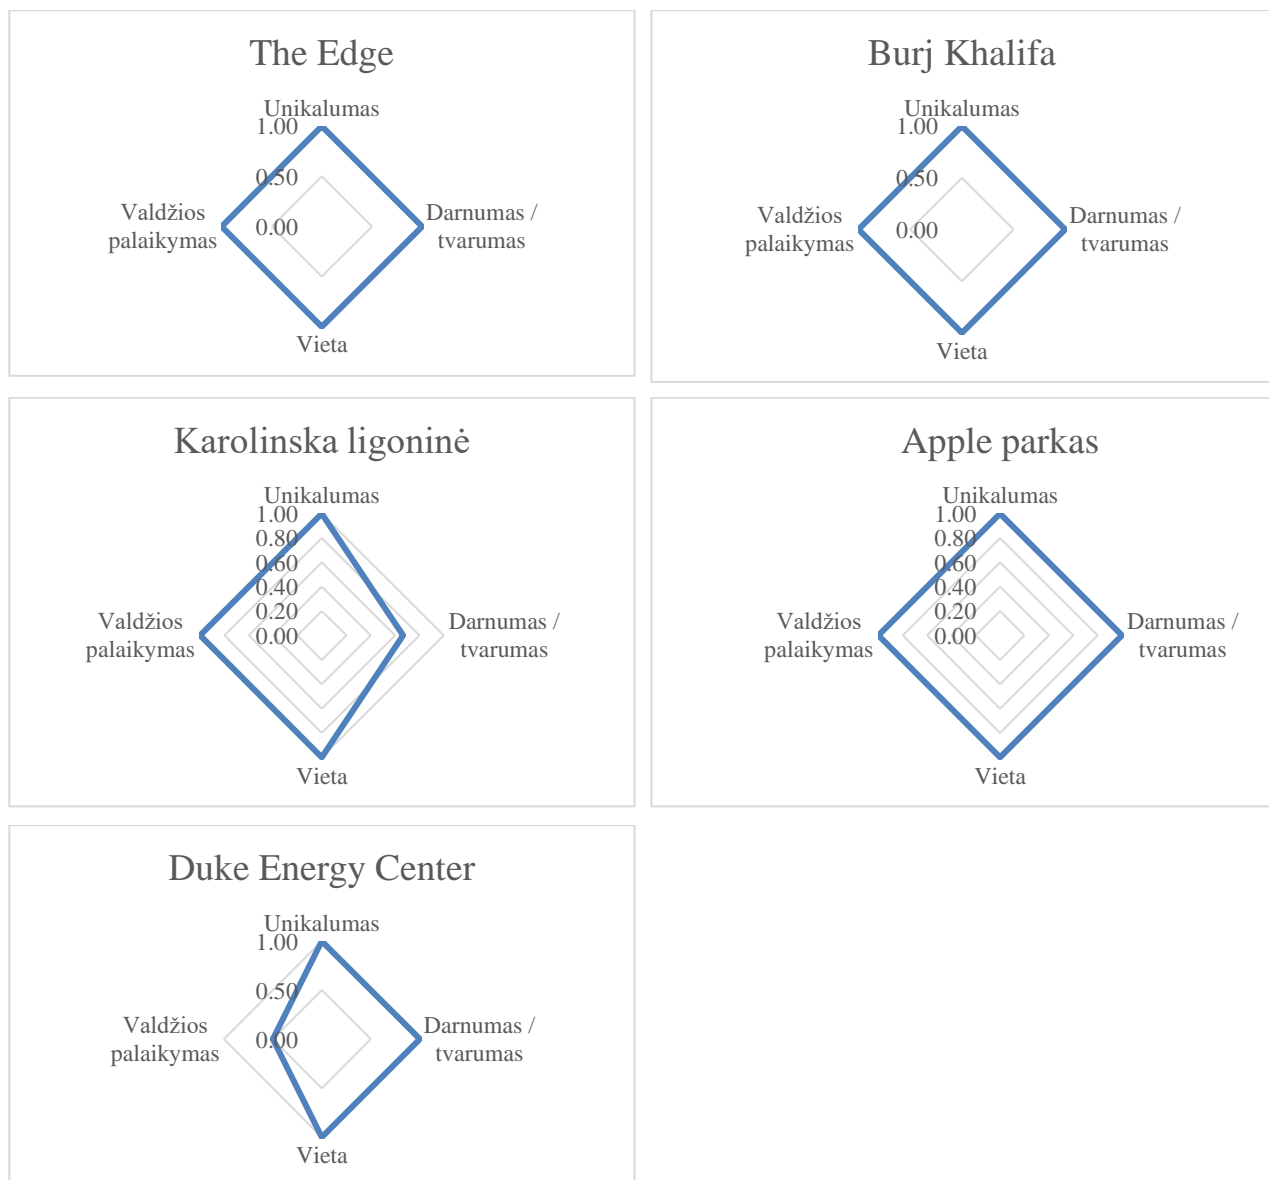 The Edge
Unikalumas
1.00
0.50
0.00
Valdžios
palaikymas
Darnumas /
tvarumas
Vieta
Burj Khalifa
Unikalumas
1.00
0.50
0.00
Valdžios
palaikymas
Darnumas /
tvarumas
Vieta
Karolinska ligoninė
Unikalumas
1.00
0.80
0.60
0.40
0.20
0.00
Valdžios
palaikymas
Darnumas /
tvarumas
Vieta
Apple parkas
Unikalumas
1.00
0.80
0.60
0.40
0.20
0.00
Valdžios
palaikymas
Darnumas /
tvarumas
Vieta
Duke Energy Center
Unikalumas
1.00
0.50
0.00
Valdžios
palaikymas
Darnumas /
tvarumas
Vieta